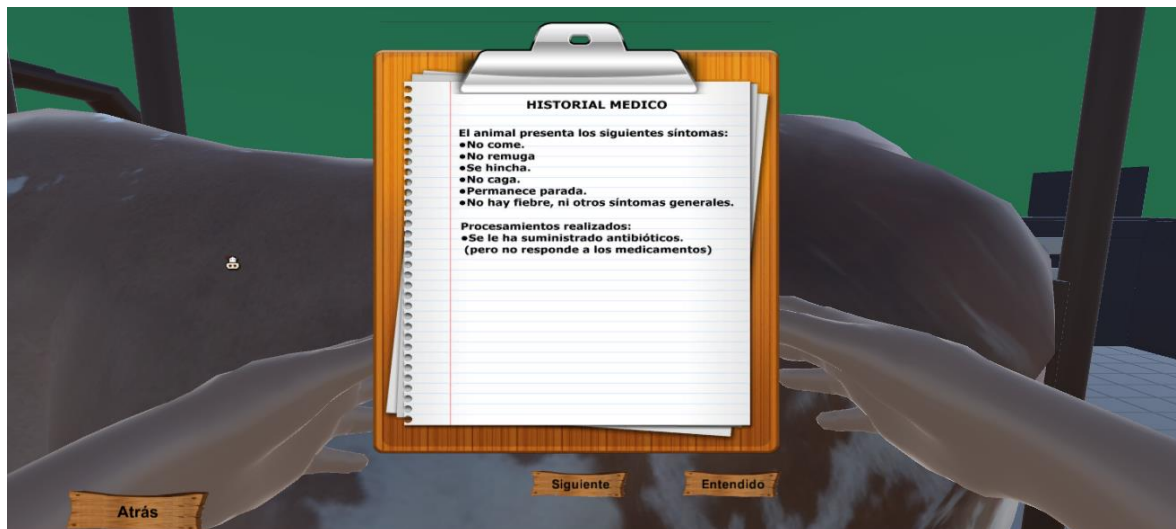 HISTORIAL MEDICO
El animal presenta los siguientes síntomas:
●No come.
●No remuga
●Se hincha.
●No caga.
●Permanece parada.
●No hay fiebre, ni otros síntomas generales.
Procesamientos realizados:
●Se le ha suministrado antibióticos.
(pero no responde a los medicamentos)
Siguiente
Entendido
Atrás